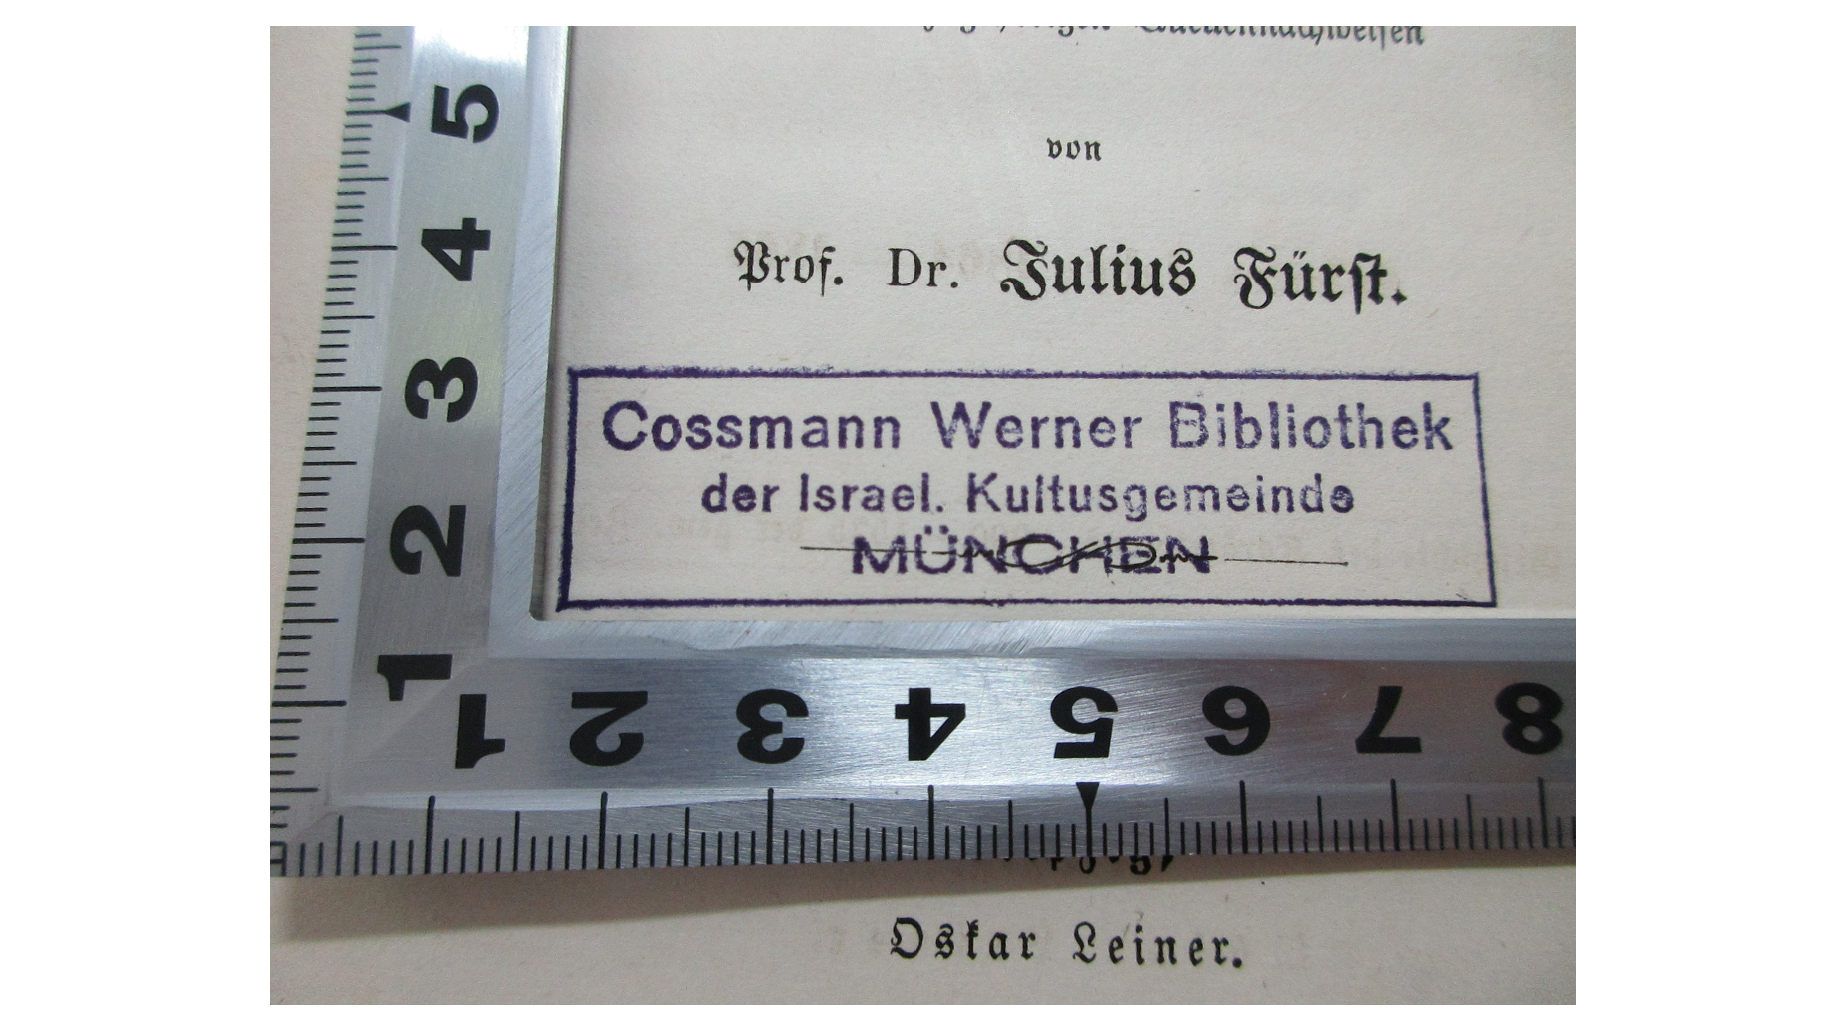 Quellennachweisen
von
Prof. Dr. Julius Fürst.
Cossmann Werner Bibliothek
der Israel. Kultusgemeinde
MÜNCHEN
5
4
3
2
1
1 2 3 4 5 6 7 8
Oskar Leiner.